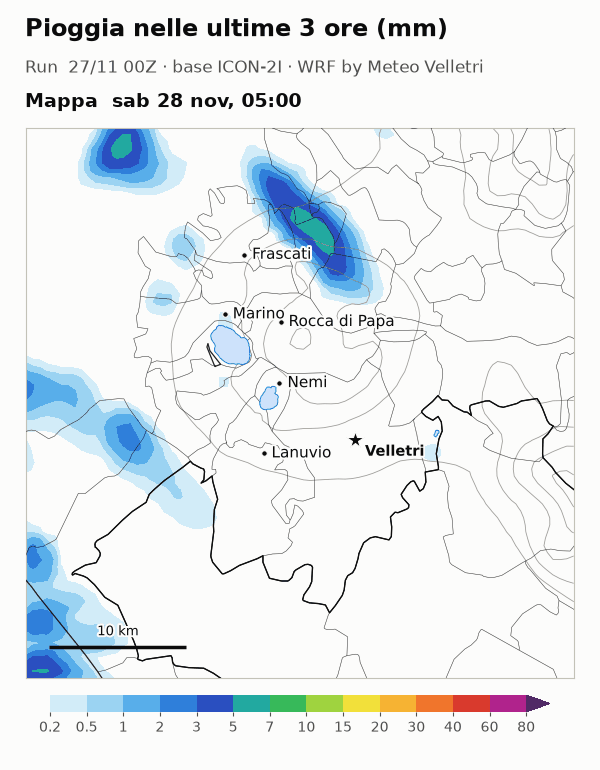 Pioggia nelle ultime 3 ore (mm)
Run 27/11 00Z · base ICON-2I · WRF by Meteo Velletri
Mappa sab 28 nov, 05:00
Frascati
Marino
Rocca di Papa
Nemi
Velletri
Lanuvio
10 km
0.2 0.5 1 2 3 5 7 10 15 20 30 40 60 80